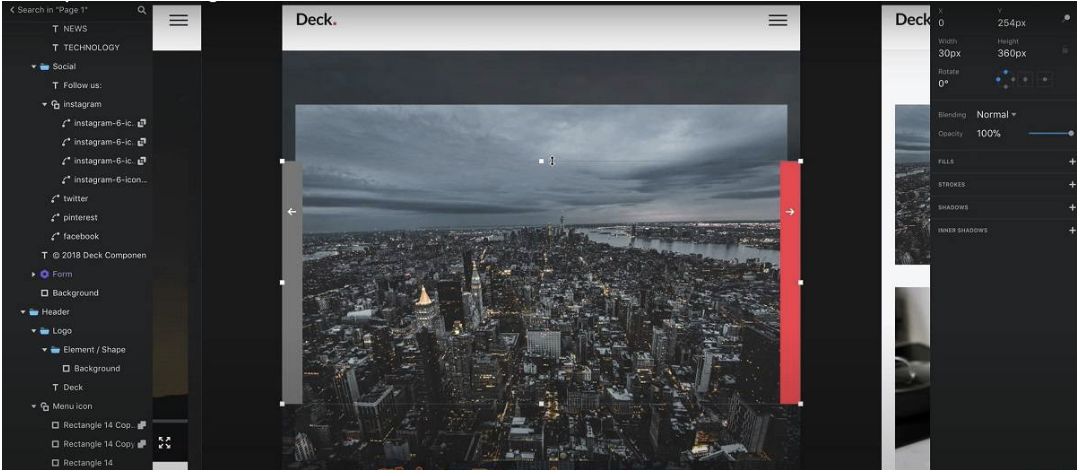 Search in "Page 1"
NEWS
TECHNOLOGY
Social
Follow us:
instagram
instagram-6-ic.
instagram-6-ic.
instagram-6-ic.
instagram-6-icon...
twitter
pinterest
facebook
© 2018 Deck Componen
Form
Background
Header
Logo
Element / Shape
Background
Deck
Menu icon
Rectangle 14 Cop..
Rectangle 14 Copy
Rectangle 14
Deck.
Deck
X Y
0 254px
Width Height
30px 360px
Rotate
0°
Blending Normal
Opacity 100%
FILLS
STROKES
SHADOWS
INNER SHADOWS